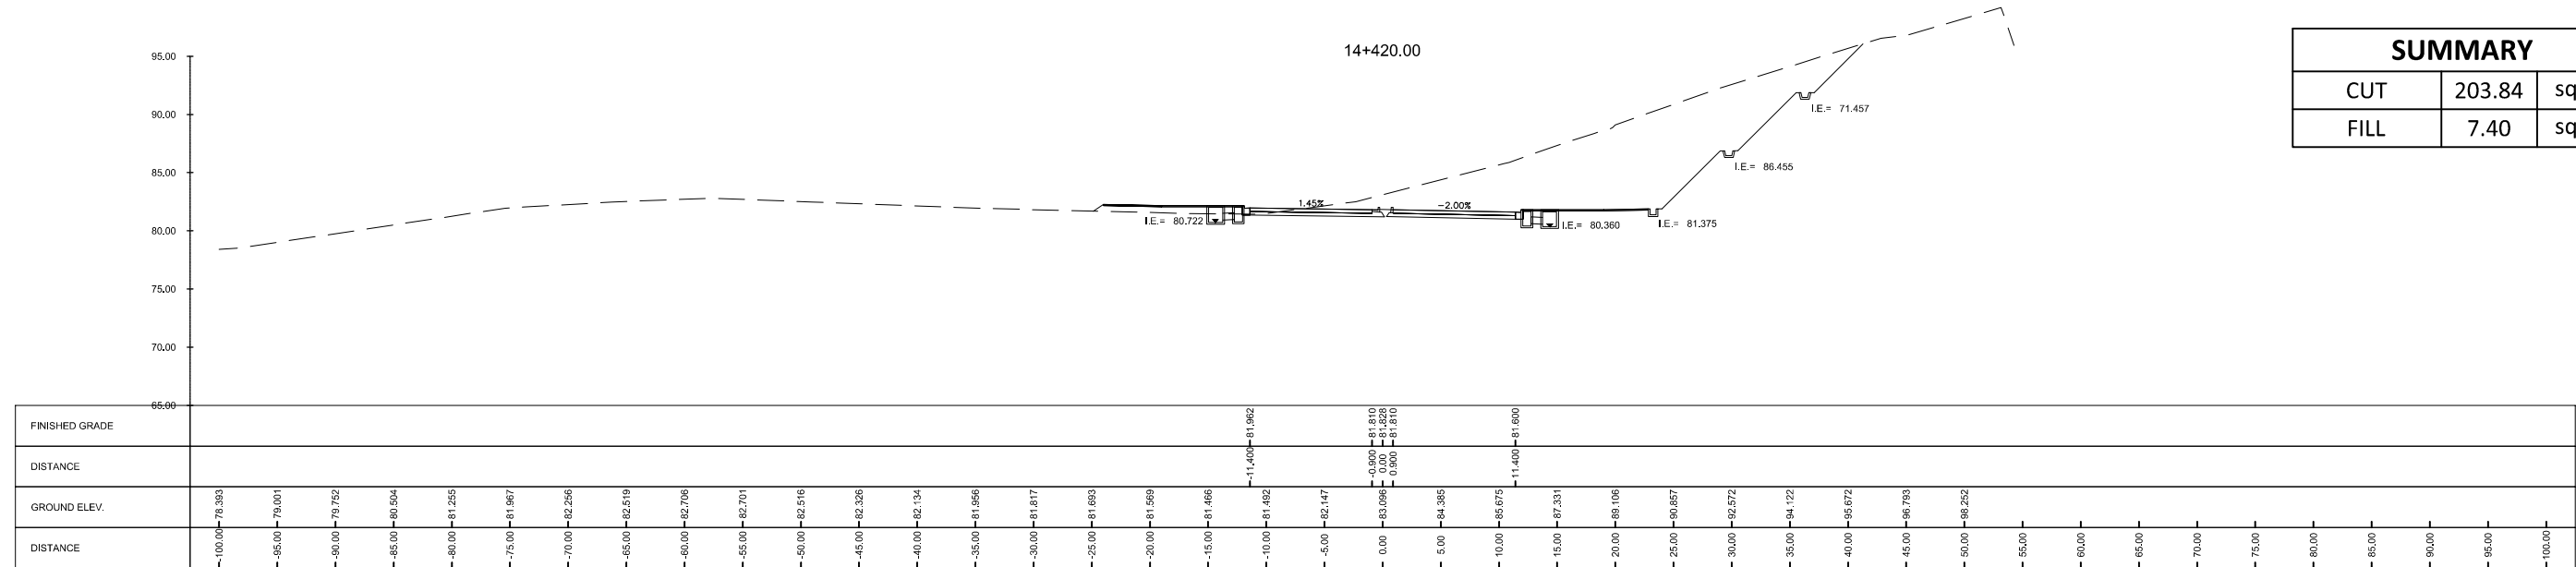 14+420.00
SUMMARY
CUT 203.84 sq
FILL 7.40 sq
95.00
90.00
85.00
80.00
75.00
70.00
65.00
I.E.= 71.457
I.E.= 86.455
1.45%
-2.00%
I.E.= 80.722
I.E.= 80.360
I.E.= 81.375
FINISHED GRADE 81.962 81.810 81.828 81.810 81.600
DISTANCE -11.400 -0.900 0.00 0.900 11.400
GROUND ELEV. 78.393 79.001 79.752 80.504 81.255 81.967 82.256 82.519 82.706 82.701 82.516 82.326 82.134 81.956 81.817 81.693 81.569 81.466 81.492 82.147 83.096 84.385 85.675 87.331 89.106 90.857 92.572 94.122 95.672 96.793 98.252
DISTANCE -100.00 -95.00 -90.00 -85.00 -80.00 -75.00 -70.00 -65.00 -60.00 -55.00 -50.00 -45.00 -40.00 -35.00 -30.00 -25.00 -20.00 -15.00 -10.00 -5.00 0.00 5.00 10.00 15.00 20.00 25.00 30.00 35.00 40.00 45.00 50.00 55.00 60.00 65.00 70.00 75.00 80.00 85.00 90.00 95.00 100.00